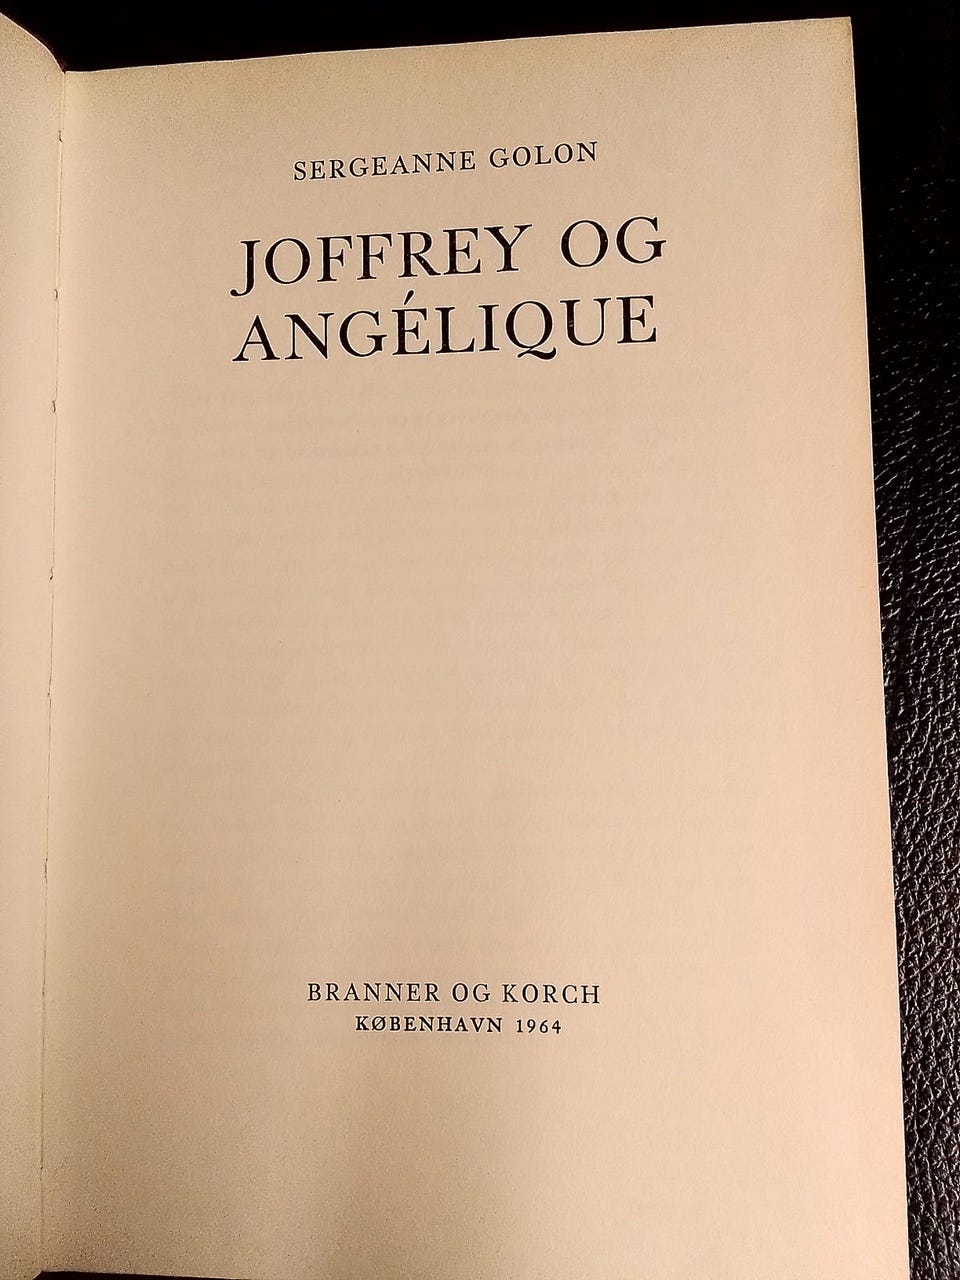 SERGEANNE GOLON
JOFFREY OG
ANGÉLIQUE
BRANNER OG KORCH
KØBENHAVN 1964